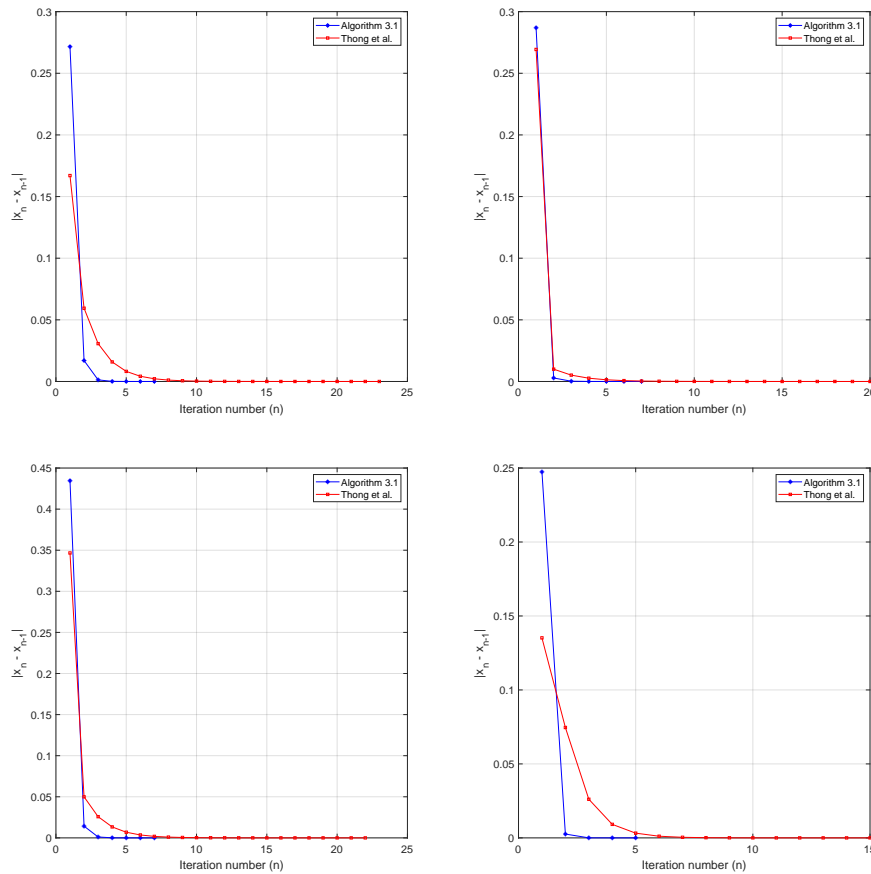 0.3
0.25
0.2
0.15
0.1
0.05
0
0 5 10 15 20 25
|x_n - x_{n-1}|
Iteration number (n)
Algorithm 3.1
Thong et al.
0.3
0.25
0.2
0.15
0.1
0.05
0
0 5 10 15 20
|x_n - x_{n-1}|
Iteration number (n)
Algorithm 3.1
Thong et al.
0.45
0.4
0.35
0.3
0.25
0.2
0.15
0.1
0.05
0
0 5 10 15 20 25
|x_n - x_{n-1}|
Iteration number (n)
Algorithm 3.1
Thong et al.
0.25
0.2
0.15
0.1
0.05
0
0 5 10 15
|x_n - x_{n-1}|
Iteration number (n)
Algorithm 3.1
Thong et al.